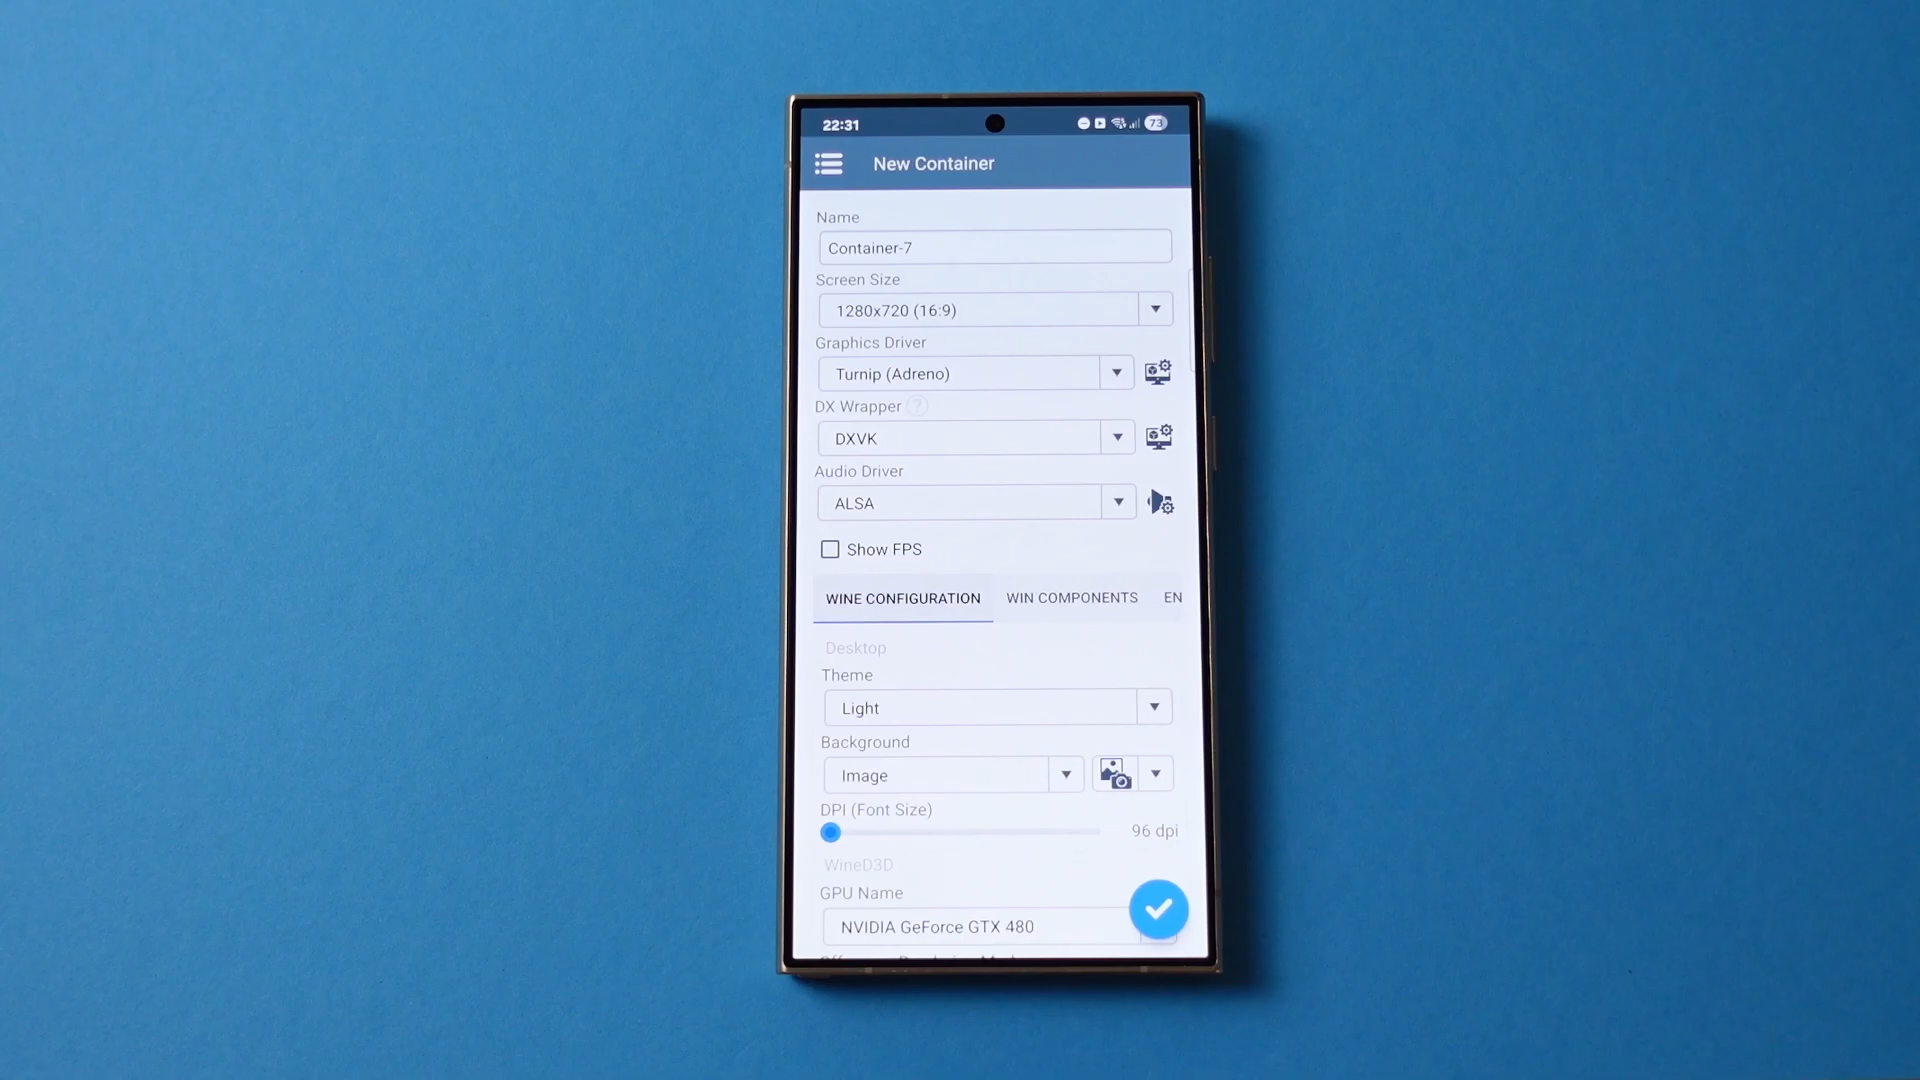 22:31
73
New Container
Name
Container-7
Screen Size
1280x720 (16:9)
Graphics Driver
Turnip (Adreno)
DX Wrapper ?
DXVK
Audio Driver
ALSA
Show FPS
WINE CONFIGURATION WIN COMPONENTS EN
Desktop
Theme
Light
Background
Image
DPI (Font Size)
96 dpi
WineD3D
GPU Name
NVIDIA GeForce GTX 480